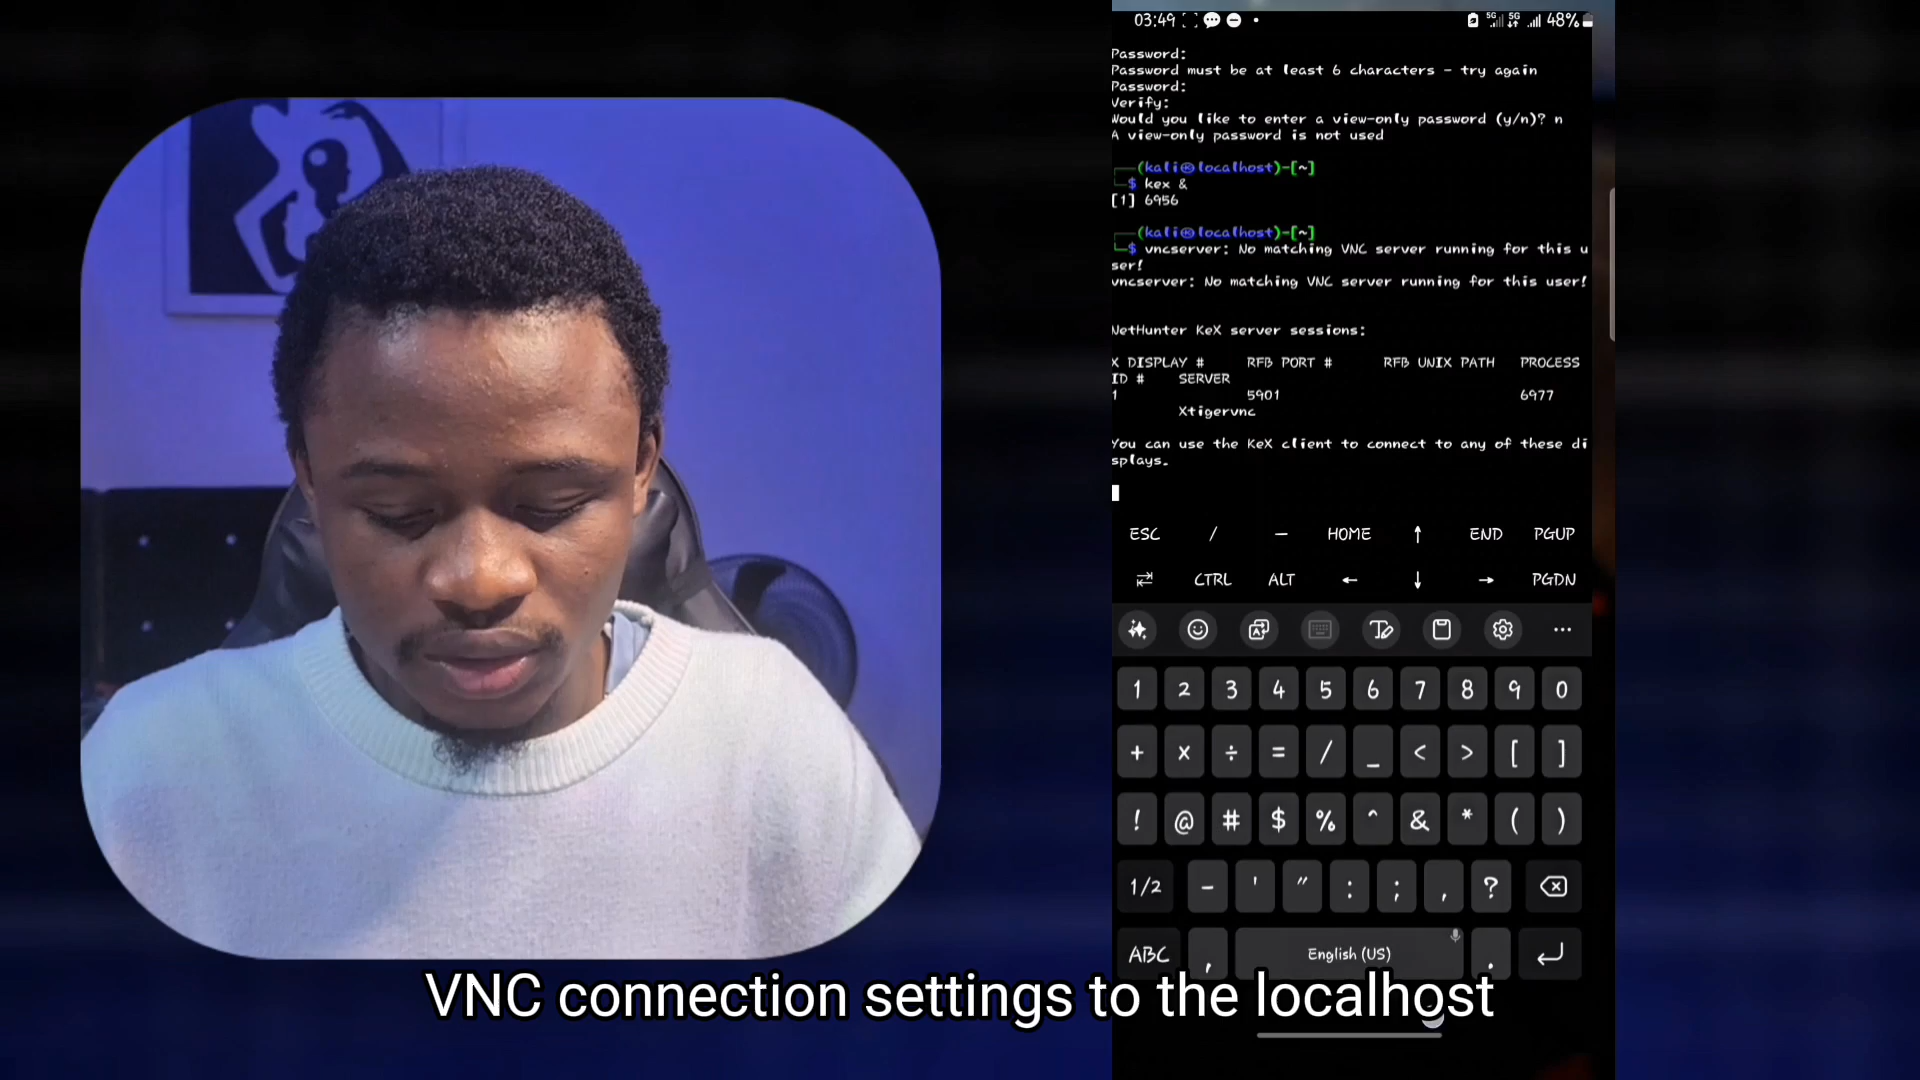 03:49
5G 5G 48%
Password:
Password must be at least 6 characters - try again
Password:
Verify:
Would you like to enter a view-only password (y/n)? n
A view-only password is not used
(kali㉿localhost)-[~]
$ kex &
[1] 6956
(kali㉿localhost)-[~]
$ vncserver: No matching VNC server running for this u
ser!
vncserver: No matching VNC server running for this user!
NetHunter KeX server sessions:
X DISPLAY # RFB PORT # RFB UNIX PATH PROCESS
ID # SERVER
1 5901 6977
Xtigervnc
You can use the KeX client to connect to any of these di
splays.
ESC / — HOME ↑ END PGUP
⇄ CTRL ALT ← ↓ → PGDN
1 2 3 4 5 6 7 8 9 0
+ × ÷ = / _ < > [ ]
! @ # $ % ^ & * ( )
1/2 - ' " : ; , ?
ABC , English (US) .
VNC connection settings to the localhost